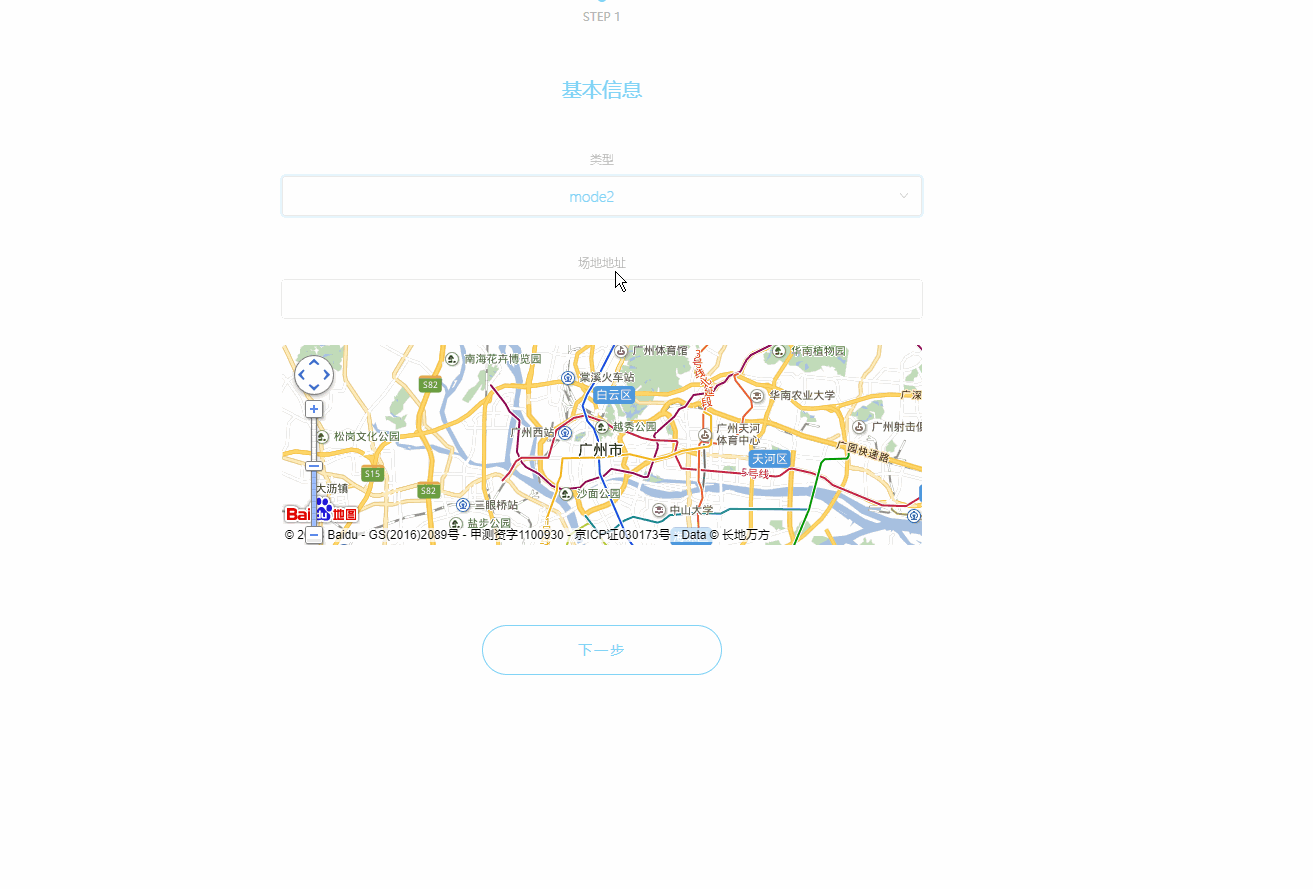 STEP 1
基本信息
类型
mode2
场地地址
南海花卉博览园
广州体育馆
华南植物园
S82
棠溪火车站
白云区
华南农业大学
广深
松岗文化公园
广州西站
越秀公园
广州天河
体育中心
广州射击俱
广州市
广园快速路
天河区
5号线
S15
S82
大沥镇
沙面公园
三眼桥站
中山大学
Bai 地图
盐步公园
Baidu - GS(2016)2089号 - 甲测资字1100930 - 京ICP证030173号 - Data © 长地万方
下一步